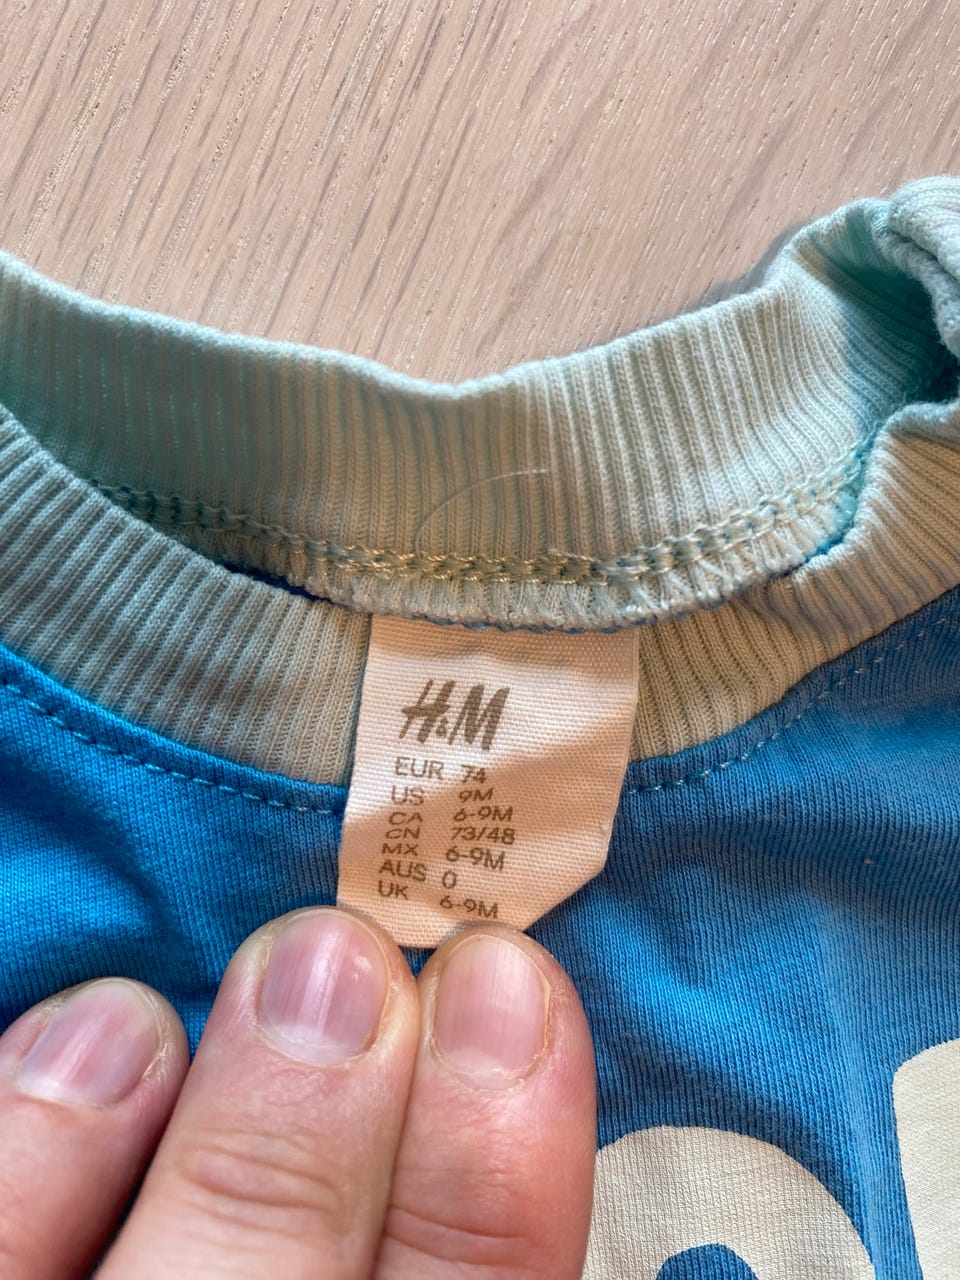 H&M
EUR 74
US 9M
CA 6-9M
CN 73/48
MX 6-9M
AUS 0
UK 6-9M